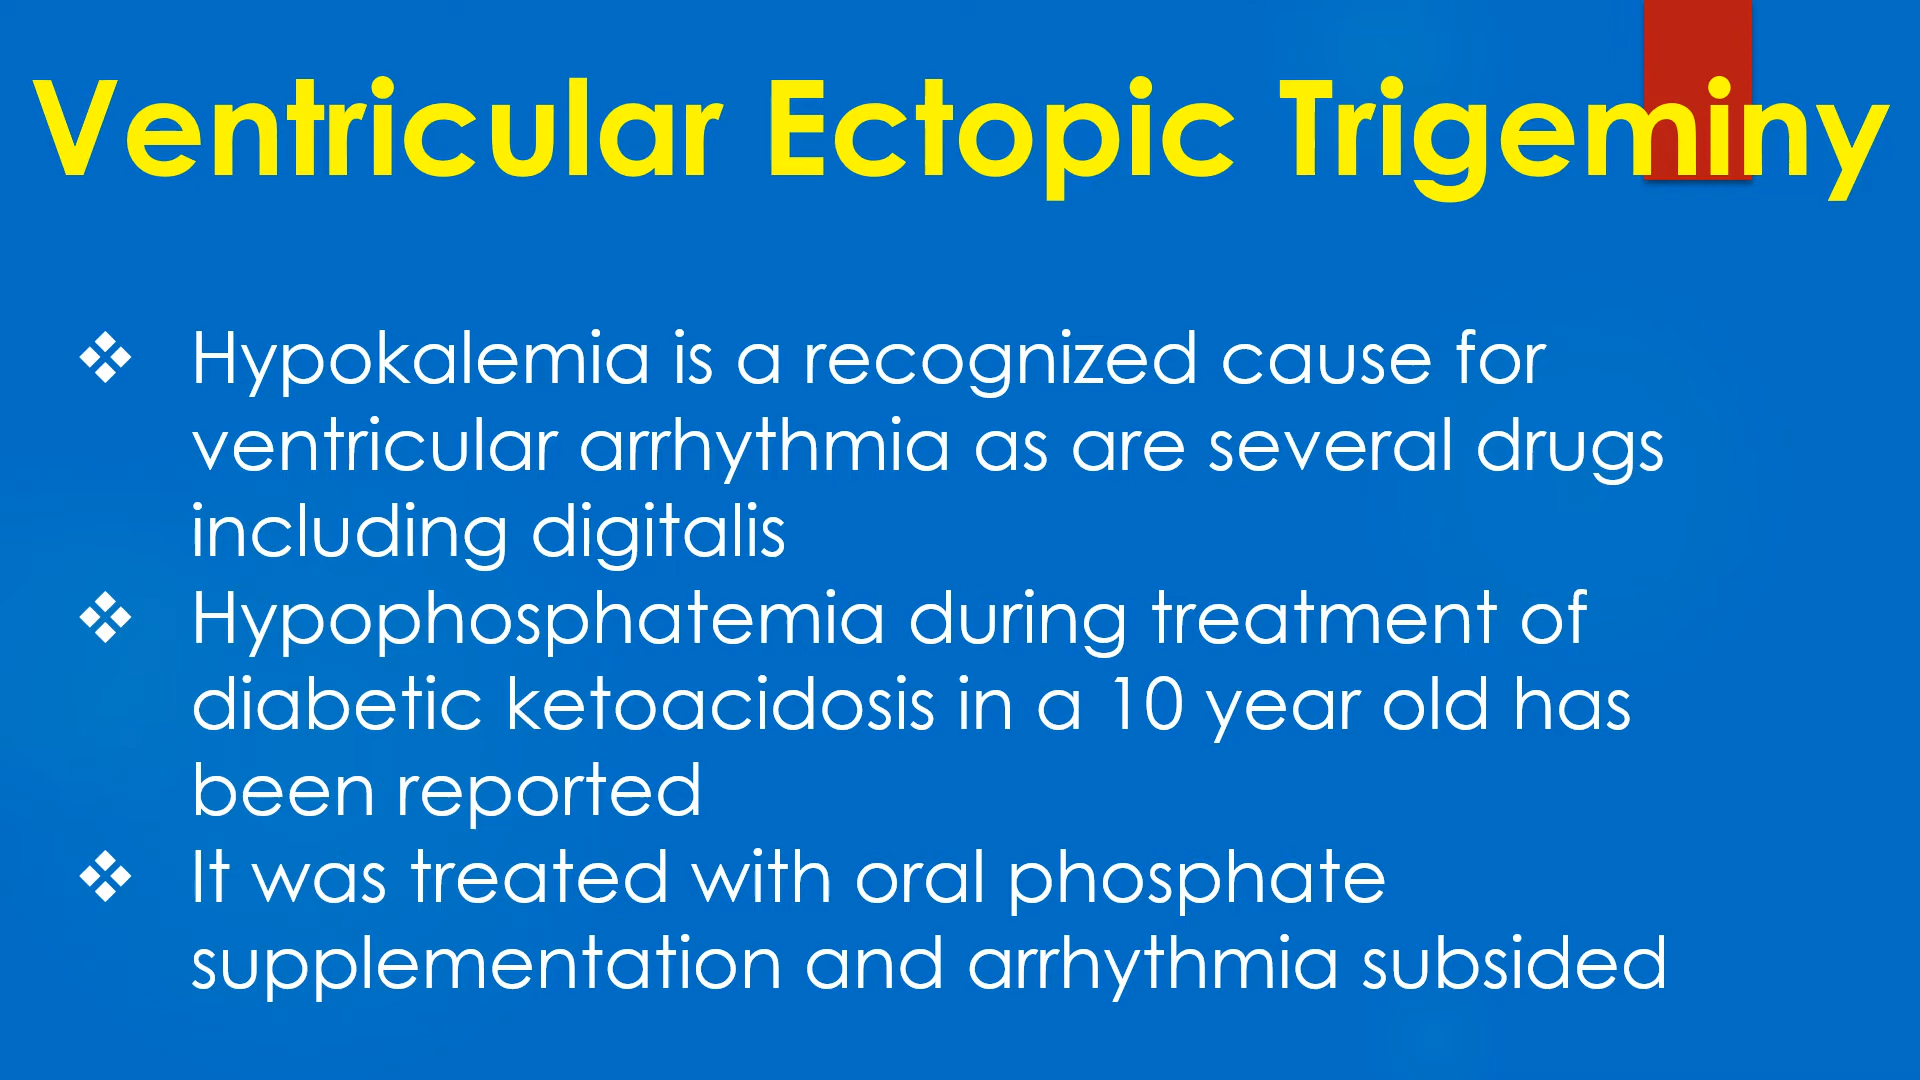 Ventricular Ectopic Trigeminy
❖ Hypokalemia is a recognized cause for
ventricular arrhythmia as are several drugs
including digitalis
❖ Hypophosphatemia during treatment of
diabetic ketoacidosis in a 10 year old has
been reported
❖ It was treated with oral phosphate
supplementation and arrhythmia subsided